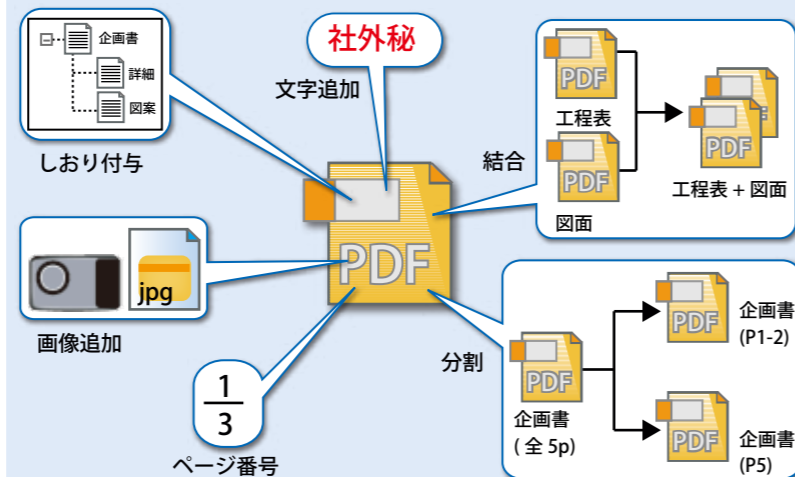 企画書
詳細
図案
しおり付与
社外秘
文字追加
PDF
工程表
PDF
図面
結合
PDF
工程表 + 図面
PDF
jpg
画像追加
1
3
ページ番号
分割
PDF
企画書
( 全 5p)
PDF
企画書
(P1-2)
PDF
企画書
(P5)